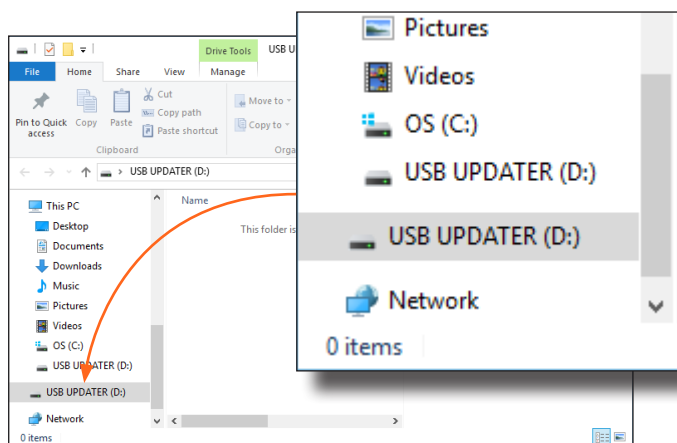 Drive Tools
USB U
File
Home
Share
View
Manage
Pin to Quick
access
Copy
Paste
Cut
Copy path
Paste shortcut
Clipboard
Move to
Copy to
Orga
USB UPDATER (D:)
This PC
Desktop
Documents
Downloads
Music
Pictures
Videos
OS (C:)
USB UPDATER (D:)
USB UPDATER (D:)
Network
0 items
Name
This folder is
Pictures
Videos
OS (C:)
USB UPDATER (D:)
USB UPDATER (D:)
Network
0 items